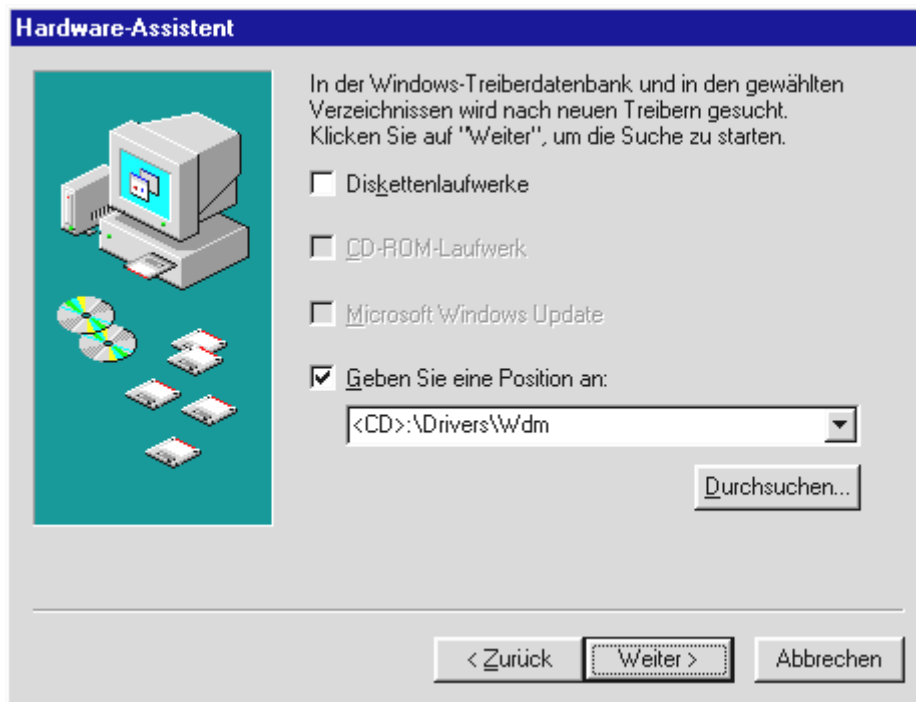 Hardware-Assistent
In der Windows-Treiberdatenbank und in den gewählten
Verzeichnissen wird nach neuen Treibern gesucht.
Klicken Sie auf "Weiter", um die Suche zu starten.
Diskettenlaufwerke
CD-ROM-Laufwerk
Microsoft Windows Update
Geben Sie eine Position an:
<CD>:\Drivers\Wdm
Durchsuchen...
< Zurück
Weiter >
Abbrechen